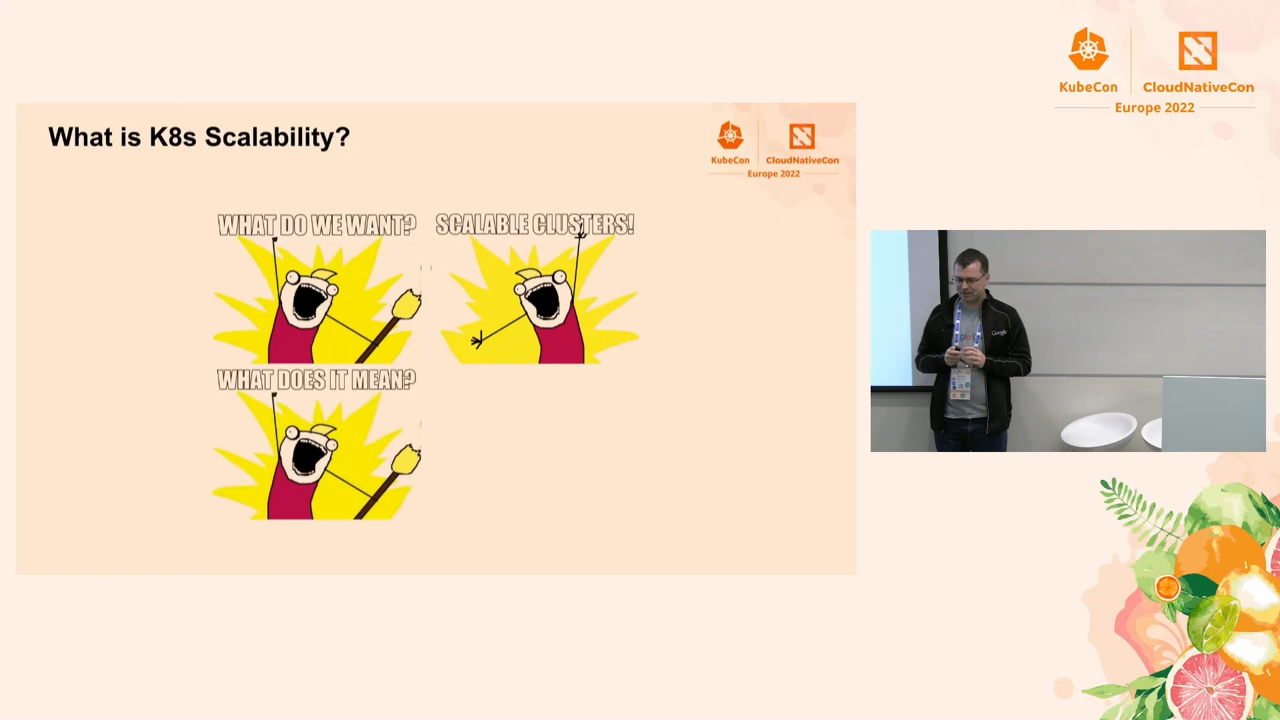 KubeCon
CloudNativeCon
Europe 2022
What is K8s Scalability?
KubeCon
CloudNativeCon
Europe 2022
WHAT DO WE WANT?
SCALABLE CLUSTERS!
WHAT DOES IT MEAN?
Google